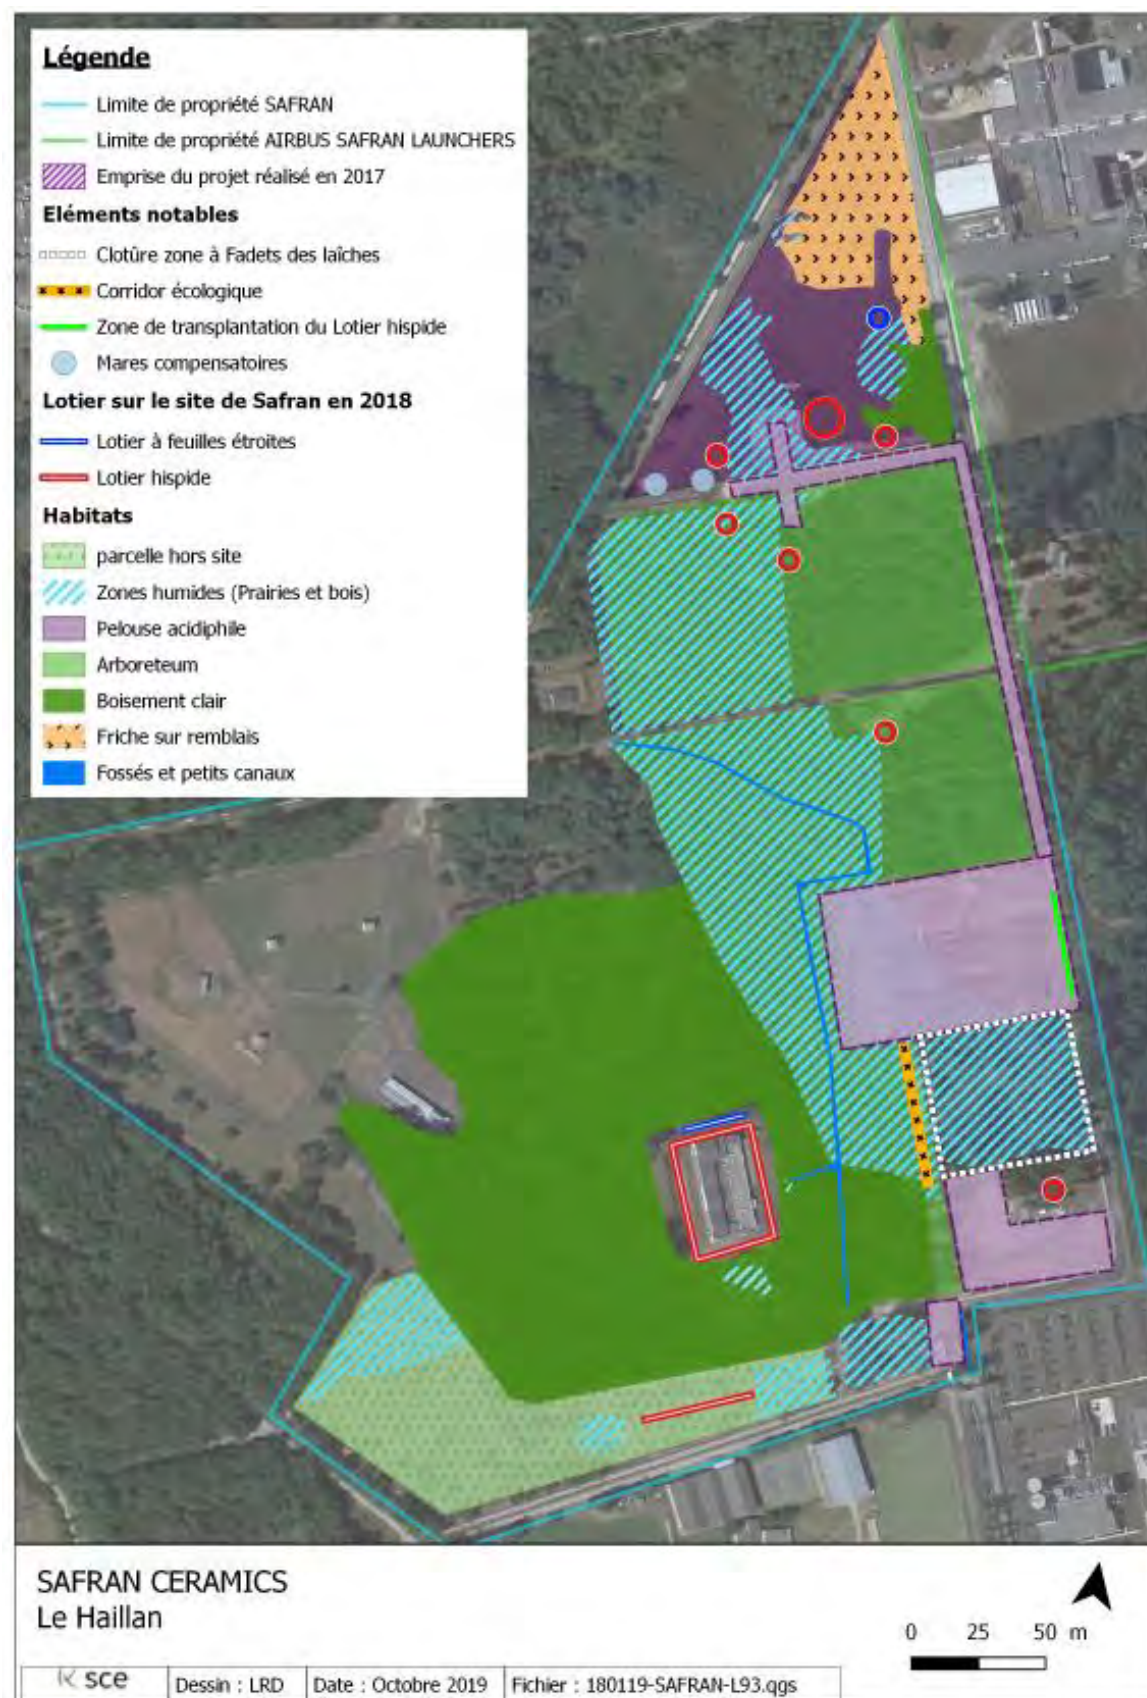 Légende
Limite de propriété SAFRAN
Limite de propriété AIRBUS SAFRAN LAUNCHERS
Emprise du projet réalisé en 2017
Eléments notables
Clotûre zone à Fadets des laîches
Corridor écologique
Zone de transplantation du Lotier hispide
Mares compensatoires
Lotier sur le site de Safran en 2018
Lotier à feuilles étroites
Lotier hispide
Habitats
parcelle hors site
Zones humides (Prairies et bois)
Pelouse acidiphile
Arboreteum
Boisement clair
Friche sur remblais
Fossés et petits canaux
SAFRAN CERAMICS
Le Haillan
0 25 50 m
sce
Dessin : LRD
Date : Octobre 2019
Fichier : 180119-SAFRAN-L93.qgs